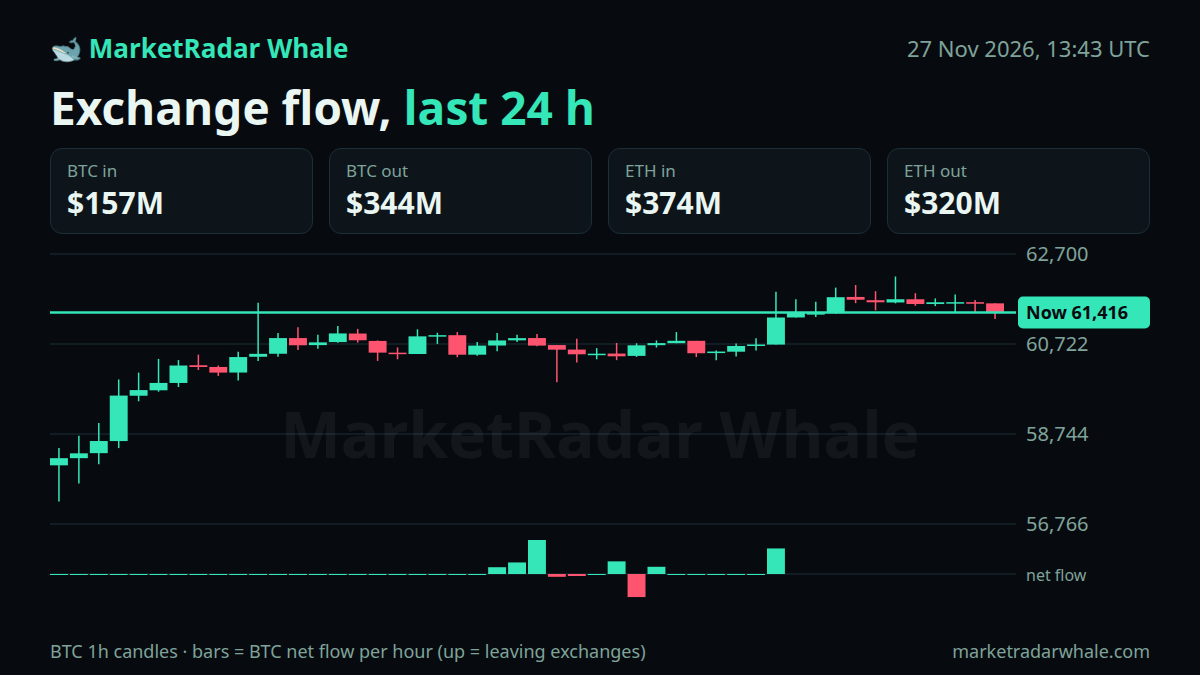 🐳 MarketRadar Whale
27 Nov 2026, 13:43 UTC
Exchange flow, last 24 h
BTC in
$157M
BTC out
$344M
ETH in
$374M
ETH out
$320M
62,700
Now 61,416
60,722
58,744
MarketRadar Whale
56,766
net flow
BTC 1h candles · bars = BTC net flow per hour (up = leaving exchanges)
marketradarwhale.com